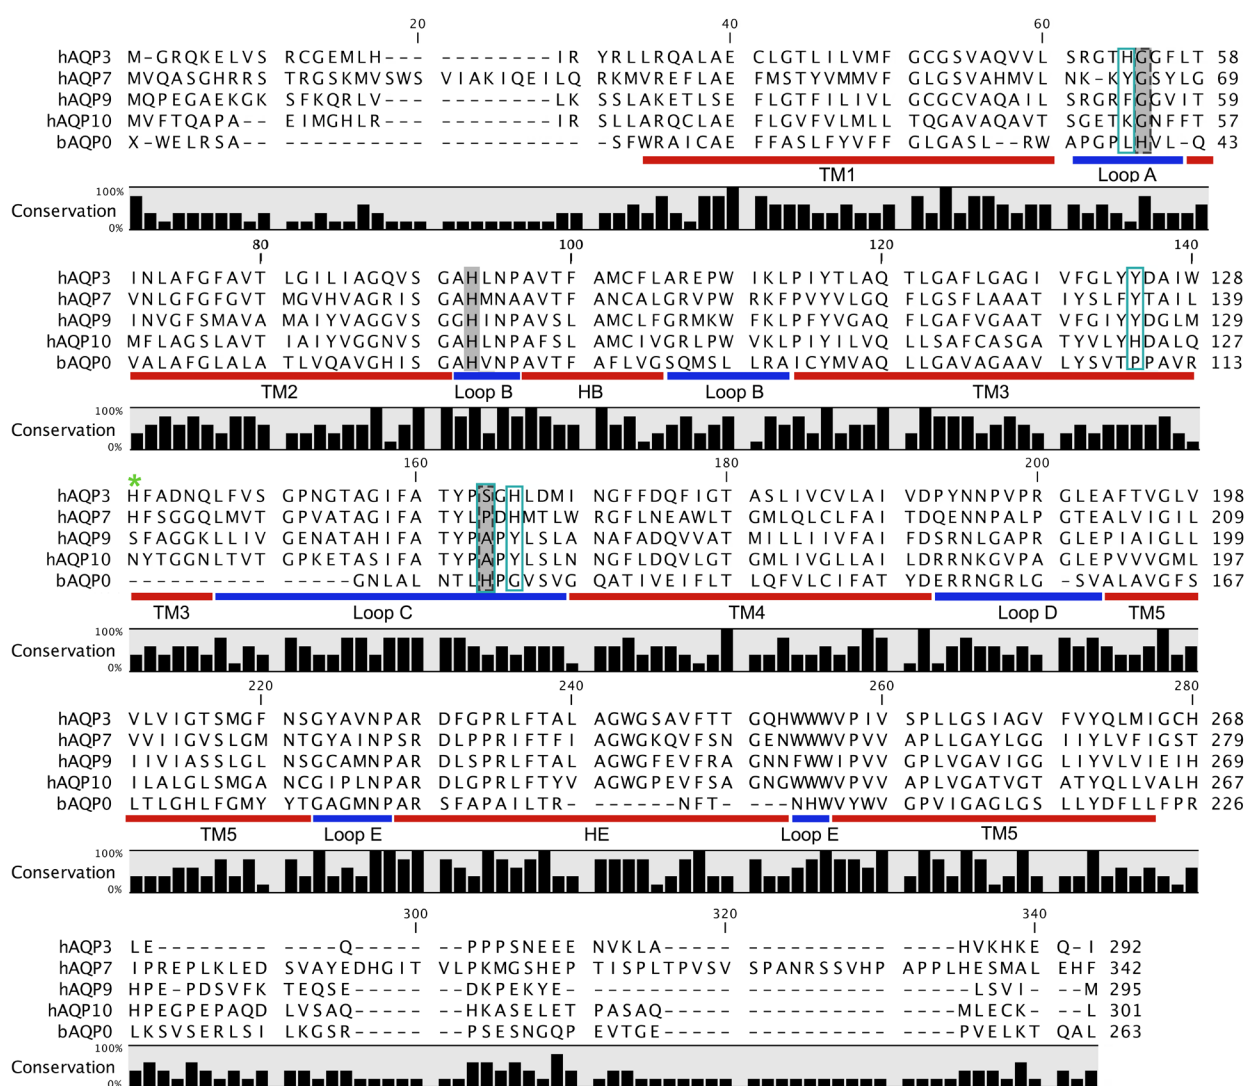 20 40 60
hAQP3 M-GRQKELVS RCGEMLH--- --------IR YRLLRQALAE CLGTLILVMF GCGSVAQVVL SRGTHGGFLT 58
hAQP7 MVQASGHRRS TRGSKMVSWS VIAKIQEILQ RKMVREFLAE FMSTYVMMVF GLGSVAHMVL NK-KYGSYLG 69
hAQP9 MQPEGAEKGK SFKQRLV--- --------LK SSLAKETLSE FLGTFILIVL GCGCVAQAIL SRGRFGGVIT 59
hAQP10 MVFTQAPA-- EIMGHLR--- --------IR SLLARQCLAE FLGVFVLMLL TQGAVAQAVT SGETKGNFFT 57
bAQP0 X-WELRSA-- ---------- ---------- -SFWRAICAE FFASLFYVFF GLGASL--RW APGPLHVL-Q 43
TM1 Loop A
100%
Conservation
0%
80 100 120 140
hAQP3 INLAFGFAVT LGILIAGQVS GAHLNPAVTF AMCFLAREPW IKLPIYTLAQ TLGAFLGAGI VFGLYYDAIW 128
hAQP7 VNLGFGFGVT MGVHVAGRIS GAHMNAAVTF ANCALGRVPW RKFPVYVLGQ FLGSFLAAAT IYSLFYTAIL 139
hAQP9 INVGFSMAVA MAIYVAGGVS GGHINPAVSL AMCLFGRMKW FKLPFYVGAQ FLGAFVGAAT VFGIYYDGLM 129
hAQP10 MFLAGSLAVT IAIYVGGNVS GAHLNPAFSL AMCIVGRLPW VKLPIYILVQ LLSAFCASGA TYVLYHDALQ 127
bAQP0 VALAFGLALA TLVQAVGHIS GAHVNPAVTF AFLVGSQMSL LRAICYMVAQ LLGAVAGAAV LYSVTPPAVR 113
TM2 Loop B HB Loop B TM3
100%
Conservation
0%
* 160 180 200
hAQP3 HFADNQLFVS GPNGTAGIFA TYPSGHLDMI NGFFDQFIGT ASLIVCVLAI VDPYNNPVPR GLEAFTVGLV 198
hAQP7 HFSGGQLMVT GPVATAGIFA TYLPDHMTLW RGFLNEAWLT GMLQLCLFAI TDQENNPALP GTEALVIGIL 209
hAQP9 SFAGGKLLIV GENATAHIFA TYPAPYLSLA NAFADQVVAT MILLIIVFAI FDSRNLGAPR GLEPIAIGLL 199
hAQP10 NYTGGNLTVT GPKETASIFA TYPAPYLSLN NGFLDQVLGT GMLIVGLLAI LDRRNKGVPA GLEPVVVGML 197
bAQP0 ---------- -----GNLAL NTLHPGVSVG QATIVEIFLT LQFVLCIFAT YDERRNGRLG -SVALAVGFS 167
TM3 Loop C TM4 Loop D TM5
100%
Conservation
0%
220 240 260 280
hAQP3 VLVIGTSMGF NSGYAVNPAR DFGPRLFTAL AGWGSAVFTT GQHWWWVPIV SPLLGSIAGV FVYQLMIGCH 268
hAQP7 VVIIGVSLGM NTGYAINPSR DLPPRIFTFI AGWGKQVFSN GENWWWVPVV APLLGAYLGG IIYLVFIGST 279
hAQP9 IIVIASSLGL NSGCAMNPAR DLSPRLFTAL AGWGFEVFRA GNNFWWIPVV GPLVGAVIGG LIYVLVIEIH 269
hAQP10 ILALGLSMGA NCGIPLNPAR DLGPRLFTYV AGWGPEVFSA GNGWWWIPVV APLVGATVGT ATYQLLVALH 267
bAQP0 LTLGHLFGMY YTGAGMNPAR SFAPAILTR- ------NFT- ---NHWVYWV GPVIGAGLGS LLYDFLLFPR 226
TM5 Loop E HE Loop E TM5
100%
Conservation
0%
300 320 340
hAQP3 LE-------- ----Q----- --PPPSNEEE NVKLA----- ---------- ----HVKHKE Q-I 292
hAQP7 IPREPLKLED SVAYEDHGIT VLPKMGSHEP TISPLTPVSV SPANRSSVHP APPLHESMAL EHF 342
hAQP9 HPE-PDSVFK TEQSE----- --DKPEKYE- ---------- ---------- -----LSVI- --M 295
hAQP10 HPEGPEPAQD LVSAQ----- --HKASELET PASAQ----- ---------- ----MLECK- --L 301
bAQP0 LKSVSERLSI LKGSR----- --PSESNGQP EVTGE----- ---------- ----PVELKT QAL 263
100%
Conservation
0%